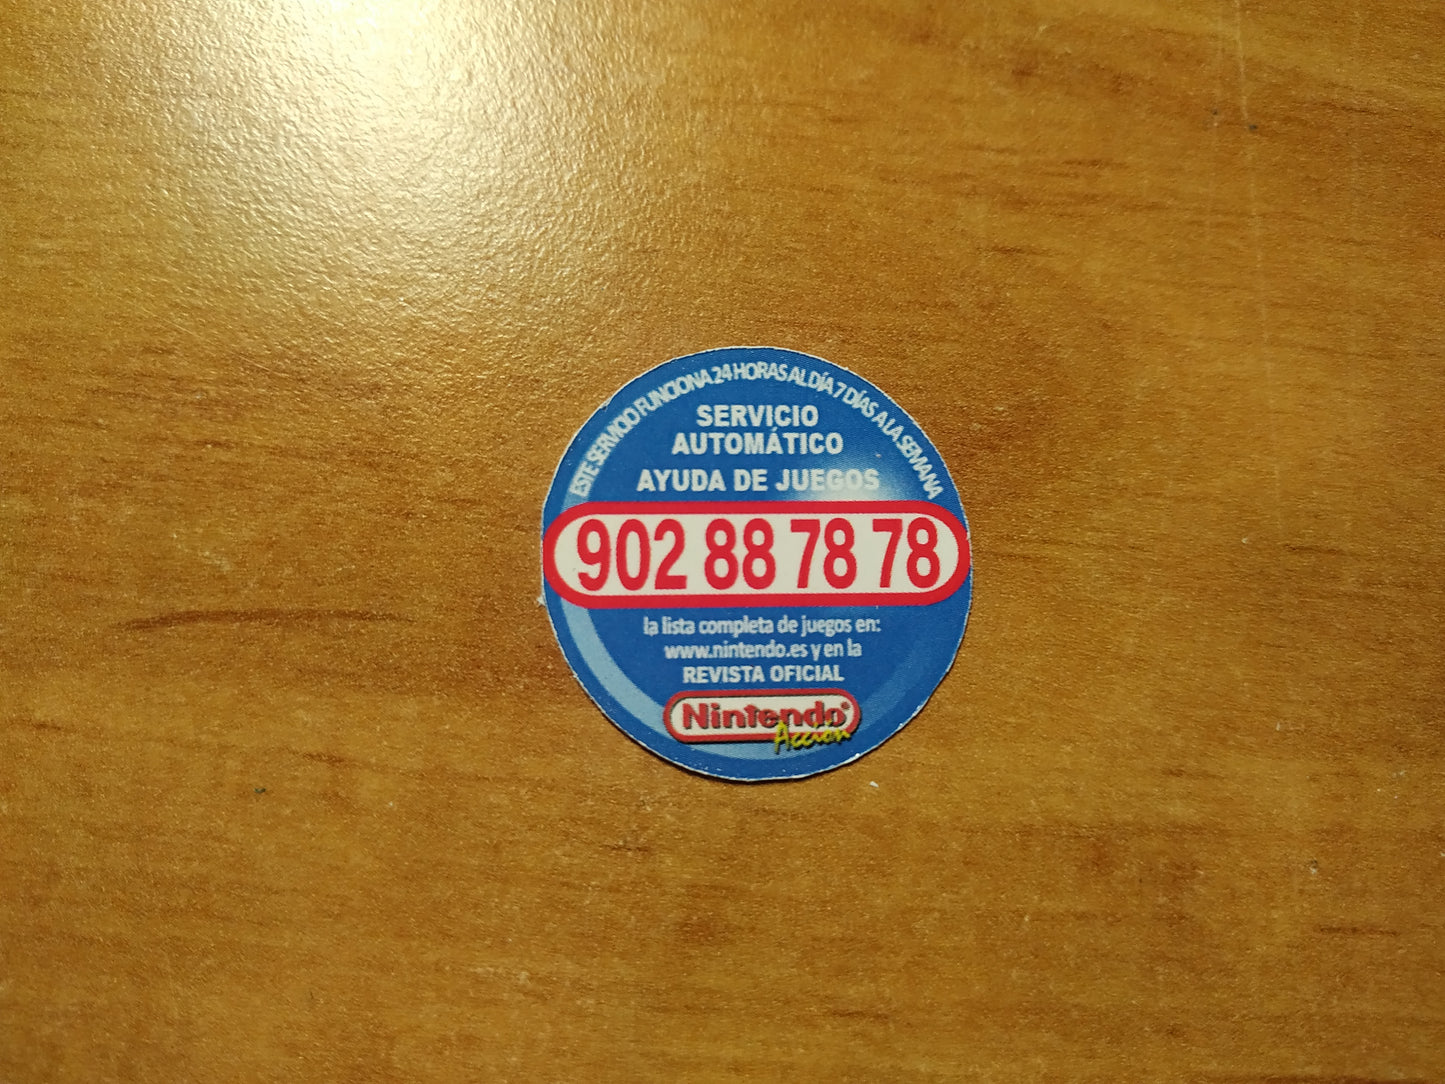 ESTE SERVICIO FUNCIONA 24 HORAS AL DÍA 7 DÍAS A LA SEMANA
SERVICIO
AUTOMÁTICO
AYUDA DE JUEGOS
902 88 78 78
la lista completa de juegos en:
www.nintendo.es y en la
REVISTA OFICIAL
Nintendo®
Acción